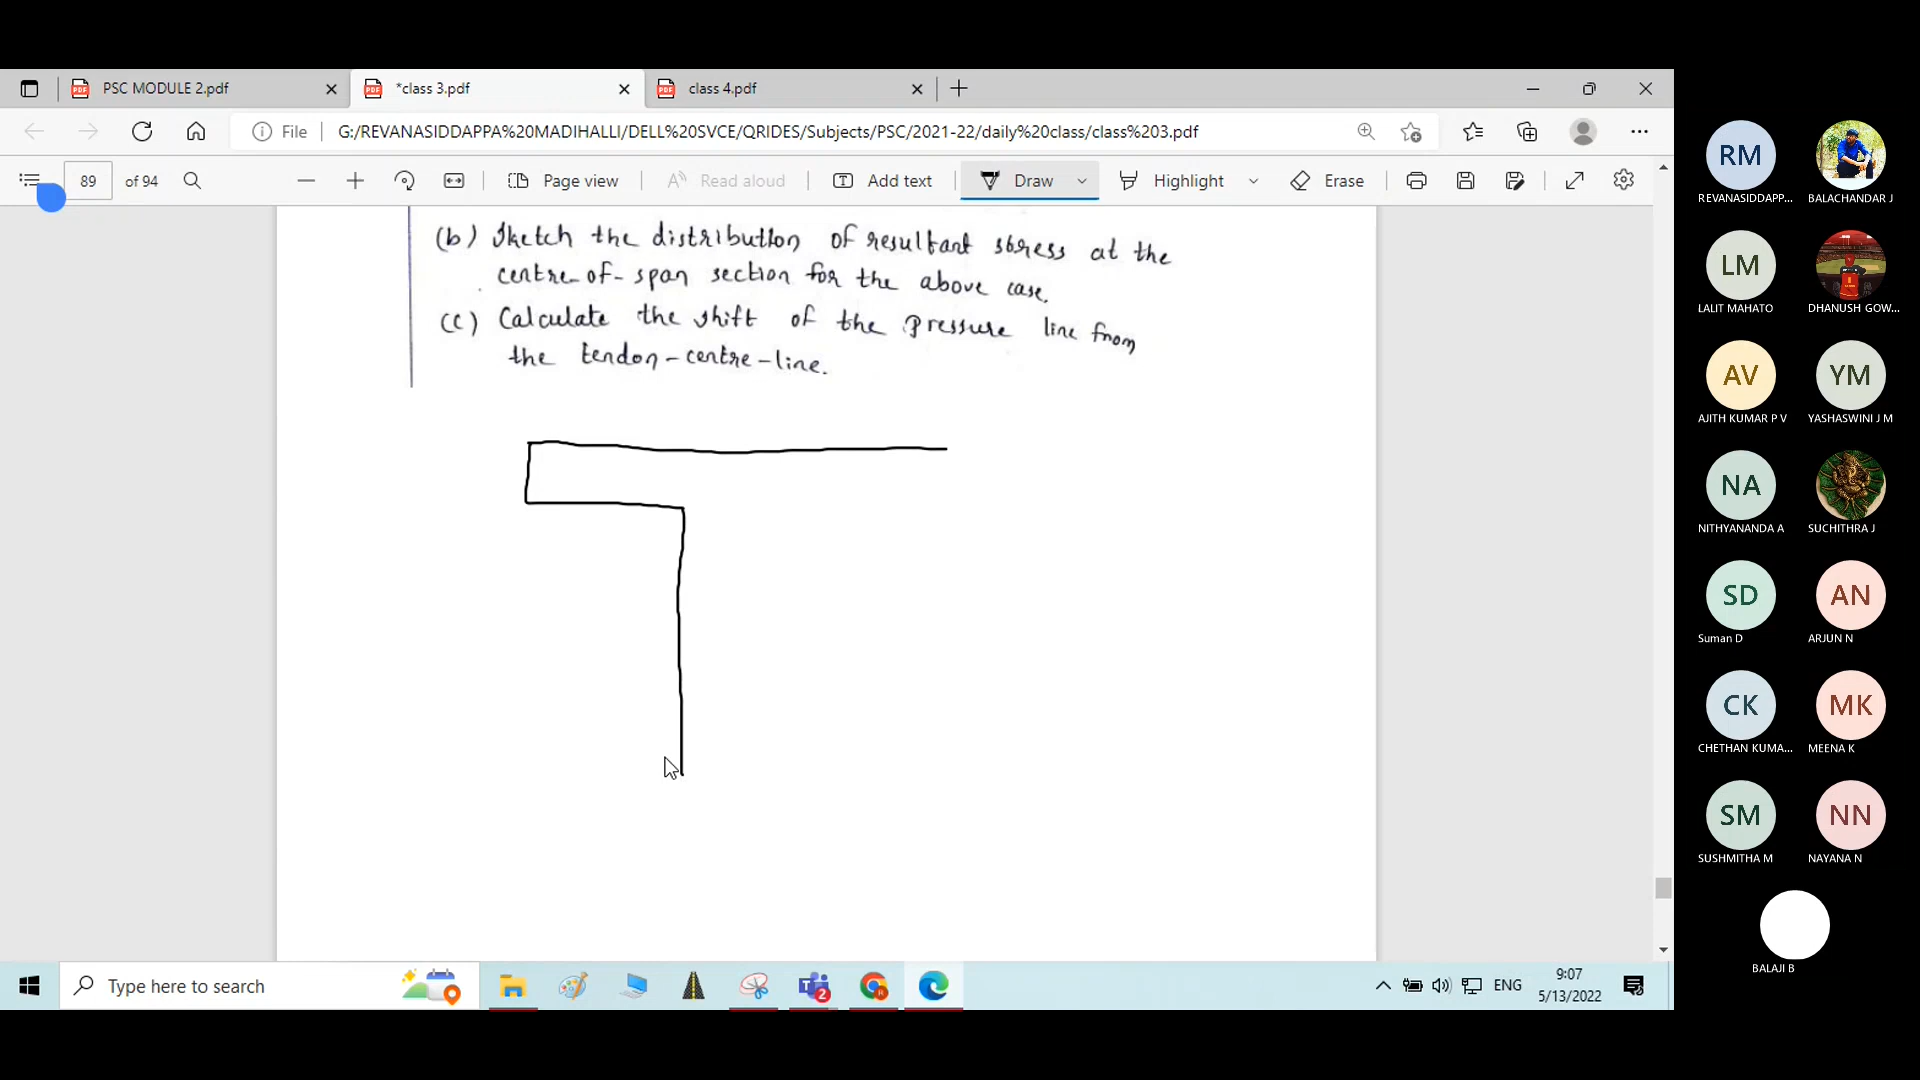 PSC MODULE 2.pdf
*class 3.pdf
class 4.pdf
File
G:/REVANASIDDAPPA%20MADIHALLI/DELL%20SVCE/QRIDES/Subjects/PSC/2021-22/daily%20class/class%203.pdf
89 of 94
Page view
Read aloud
Add text
Draw
Highlight
Erase
(b) Sketch the distribution of resultant stress at the
centre-of-span section for the above case.
(c) Calculate the shift of the pressure line from
the tendon-centre-line.
RM
REVANASIDDAPP...
BALACHANDAR J
LM
LALIT MAHATO
DHANUSH GOW...
AV
AJITH KUMAR P V
YM
YASHASWINI J M
NA
NITHYANANDA A
SUCHITHRA J
SD
Suman D
AN
ARJUN N
CK
CHETHAN KUMA...
MK
MEENA K
SM
SUSHMITHA M
NN
NAYANA N
BALAJI B
Type here to search
2
ENG
9:07
5/13/2022